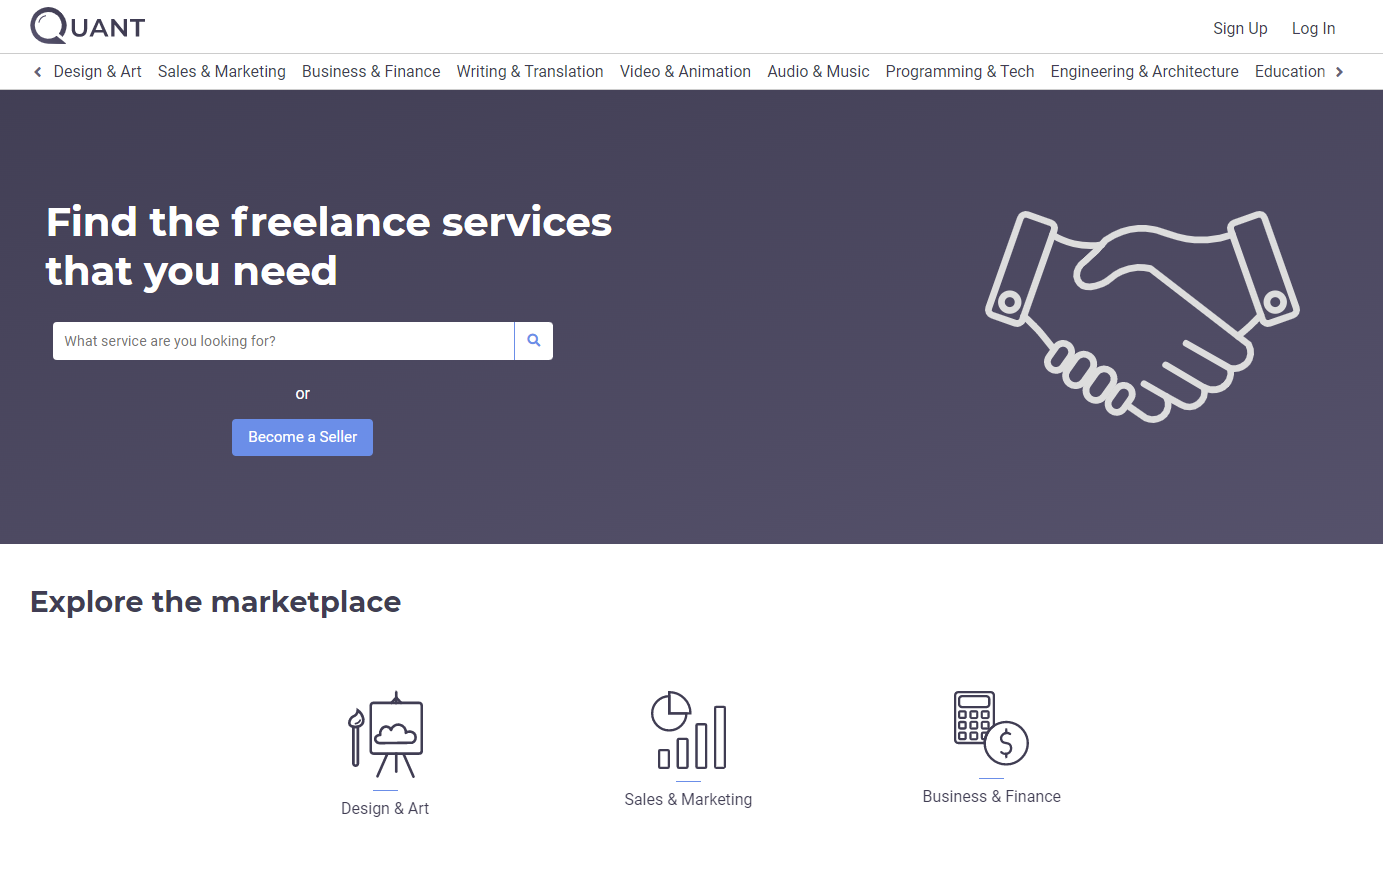 QUANT
Sign Up Log In
Design & Art Sales & Marketing Business & Finance Writing & Translation Video & Animation Audio & Music Programming & Tech Engineering & Architecture Education
Find the freelance services
that you need
What service are you looking for?
or
Become a Seller
Explore the marketplace
$
Design & Art Sales & Marketing Business & Finance